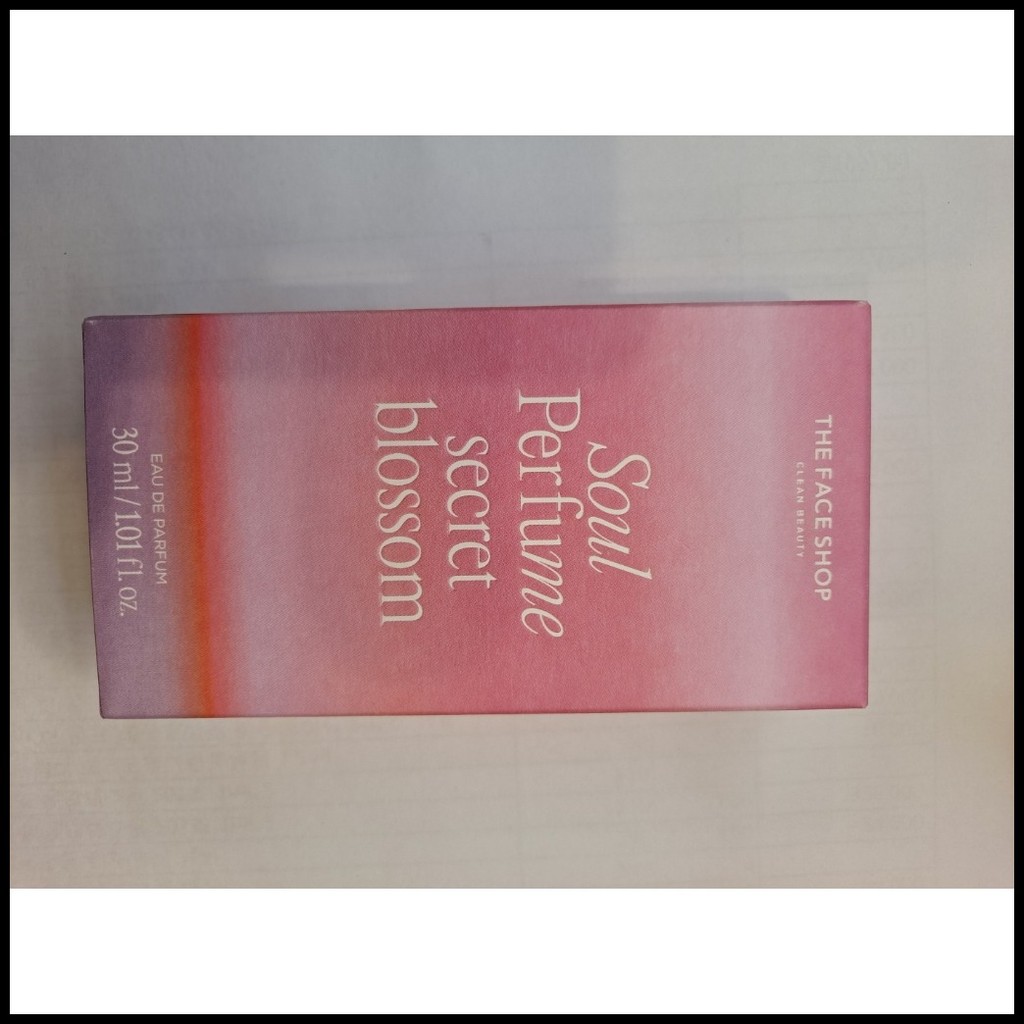 THE FACE SHOP
CLEAN BEAUTY
Soul
Perfume
secret
blossom
EAU DE PARFUM
30 ml / 1.01 fl. oz.